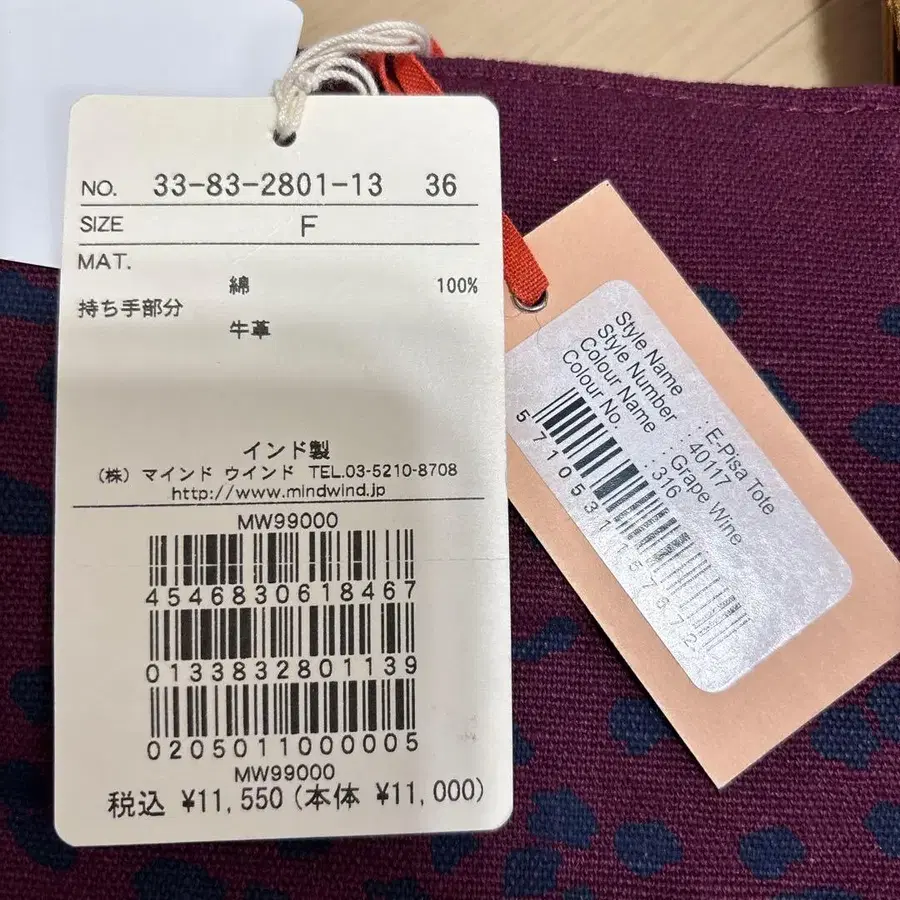 NO. 33-83-2801-13 36
SIZE F
MAT.
綿 100%
持ち手部分
牛革
インド製
(株) マインド ウインド TEL.03-5210-8708
http://www.mindwind.jp
MW99000
4546830618467
0133832801139
0205011000005
MW99000
税込 ¥11,550(本体 ¥11,000)
Style Name : E-Pisa Tote
Style Number : 40117
Colour Name : Grape Wine
Colour No. : 316
5710531157872